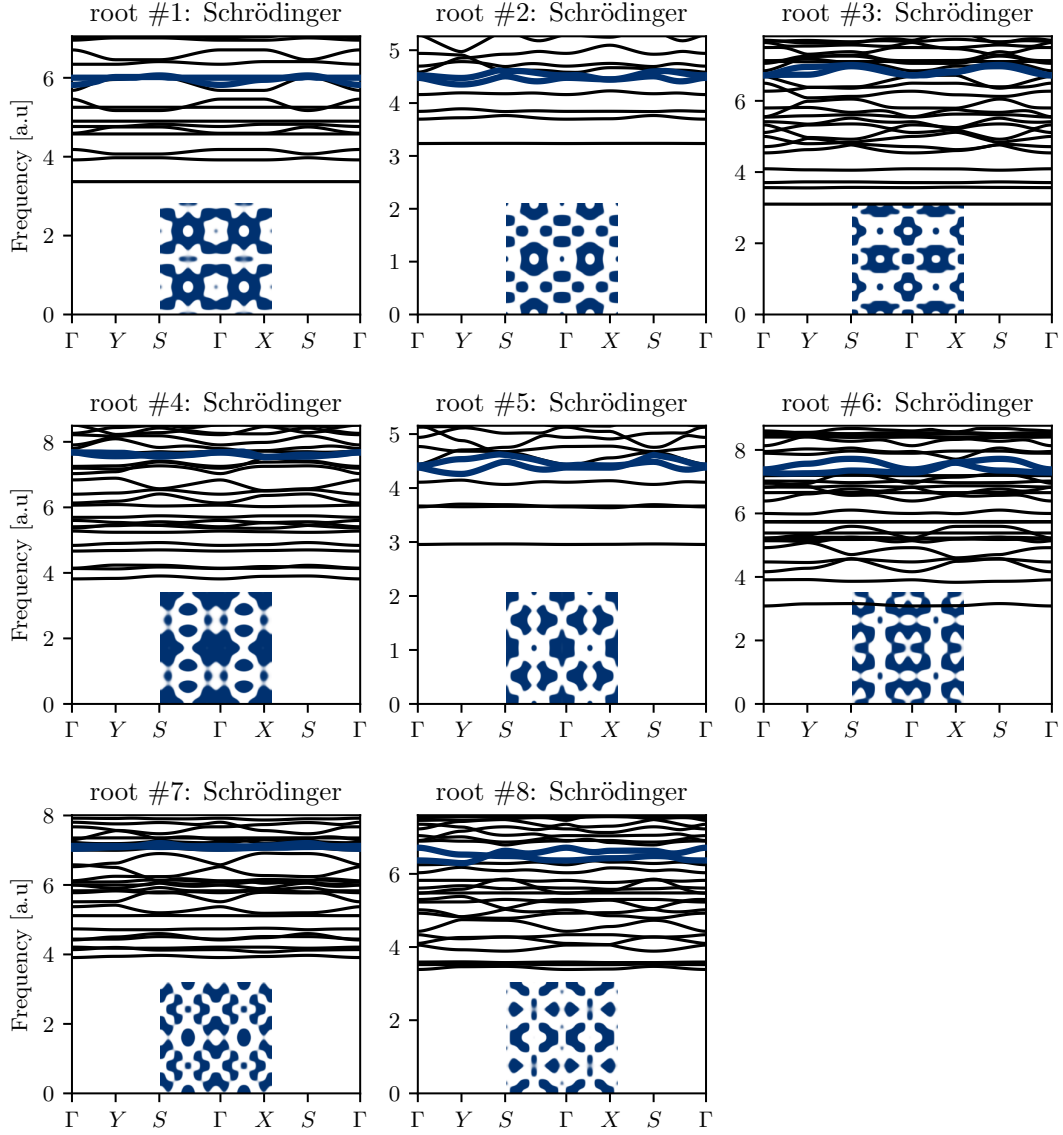 root #1: Schrödinger
root #2: Schrödinger
root #3: Schrödinger
Frequency [a.u]
6
4
2
0
5
4
3
2
1
0
6
4
2
0
Γ Y S Γ X S Γ
Γ Y S Γ X S Γ
Γ Y S Γ X S Γ
root #4: Schrödinger
root #5: Schrödinger
root #6: Schrödinger
Frequency [a.u]
8
6
4
2
0
5
4
3
2
1
0
8
6
4
2
0
Γ Y S Γ X S Γ
Γ Y S Γ X S Γ
Γ Y S Γ X S Γ
root #7: Schrödinger
root #8: Schrödinger
Frequency [a.u]
8
6
4
2
0
6
4
2
0
Γ Y S Γ X S Γ
Γ Y S Γ X S Γ